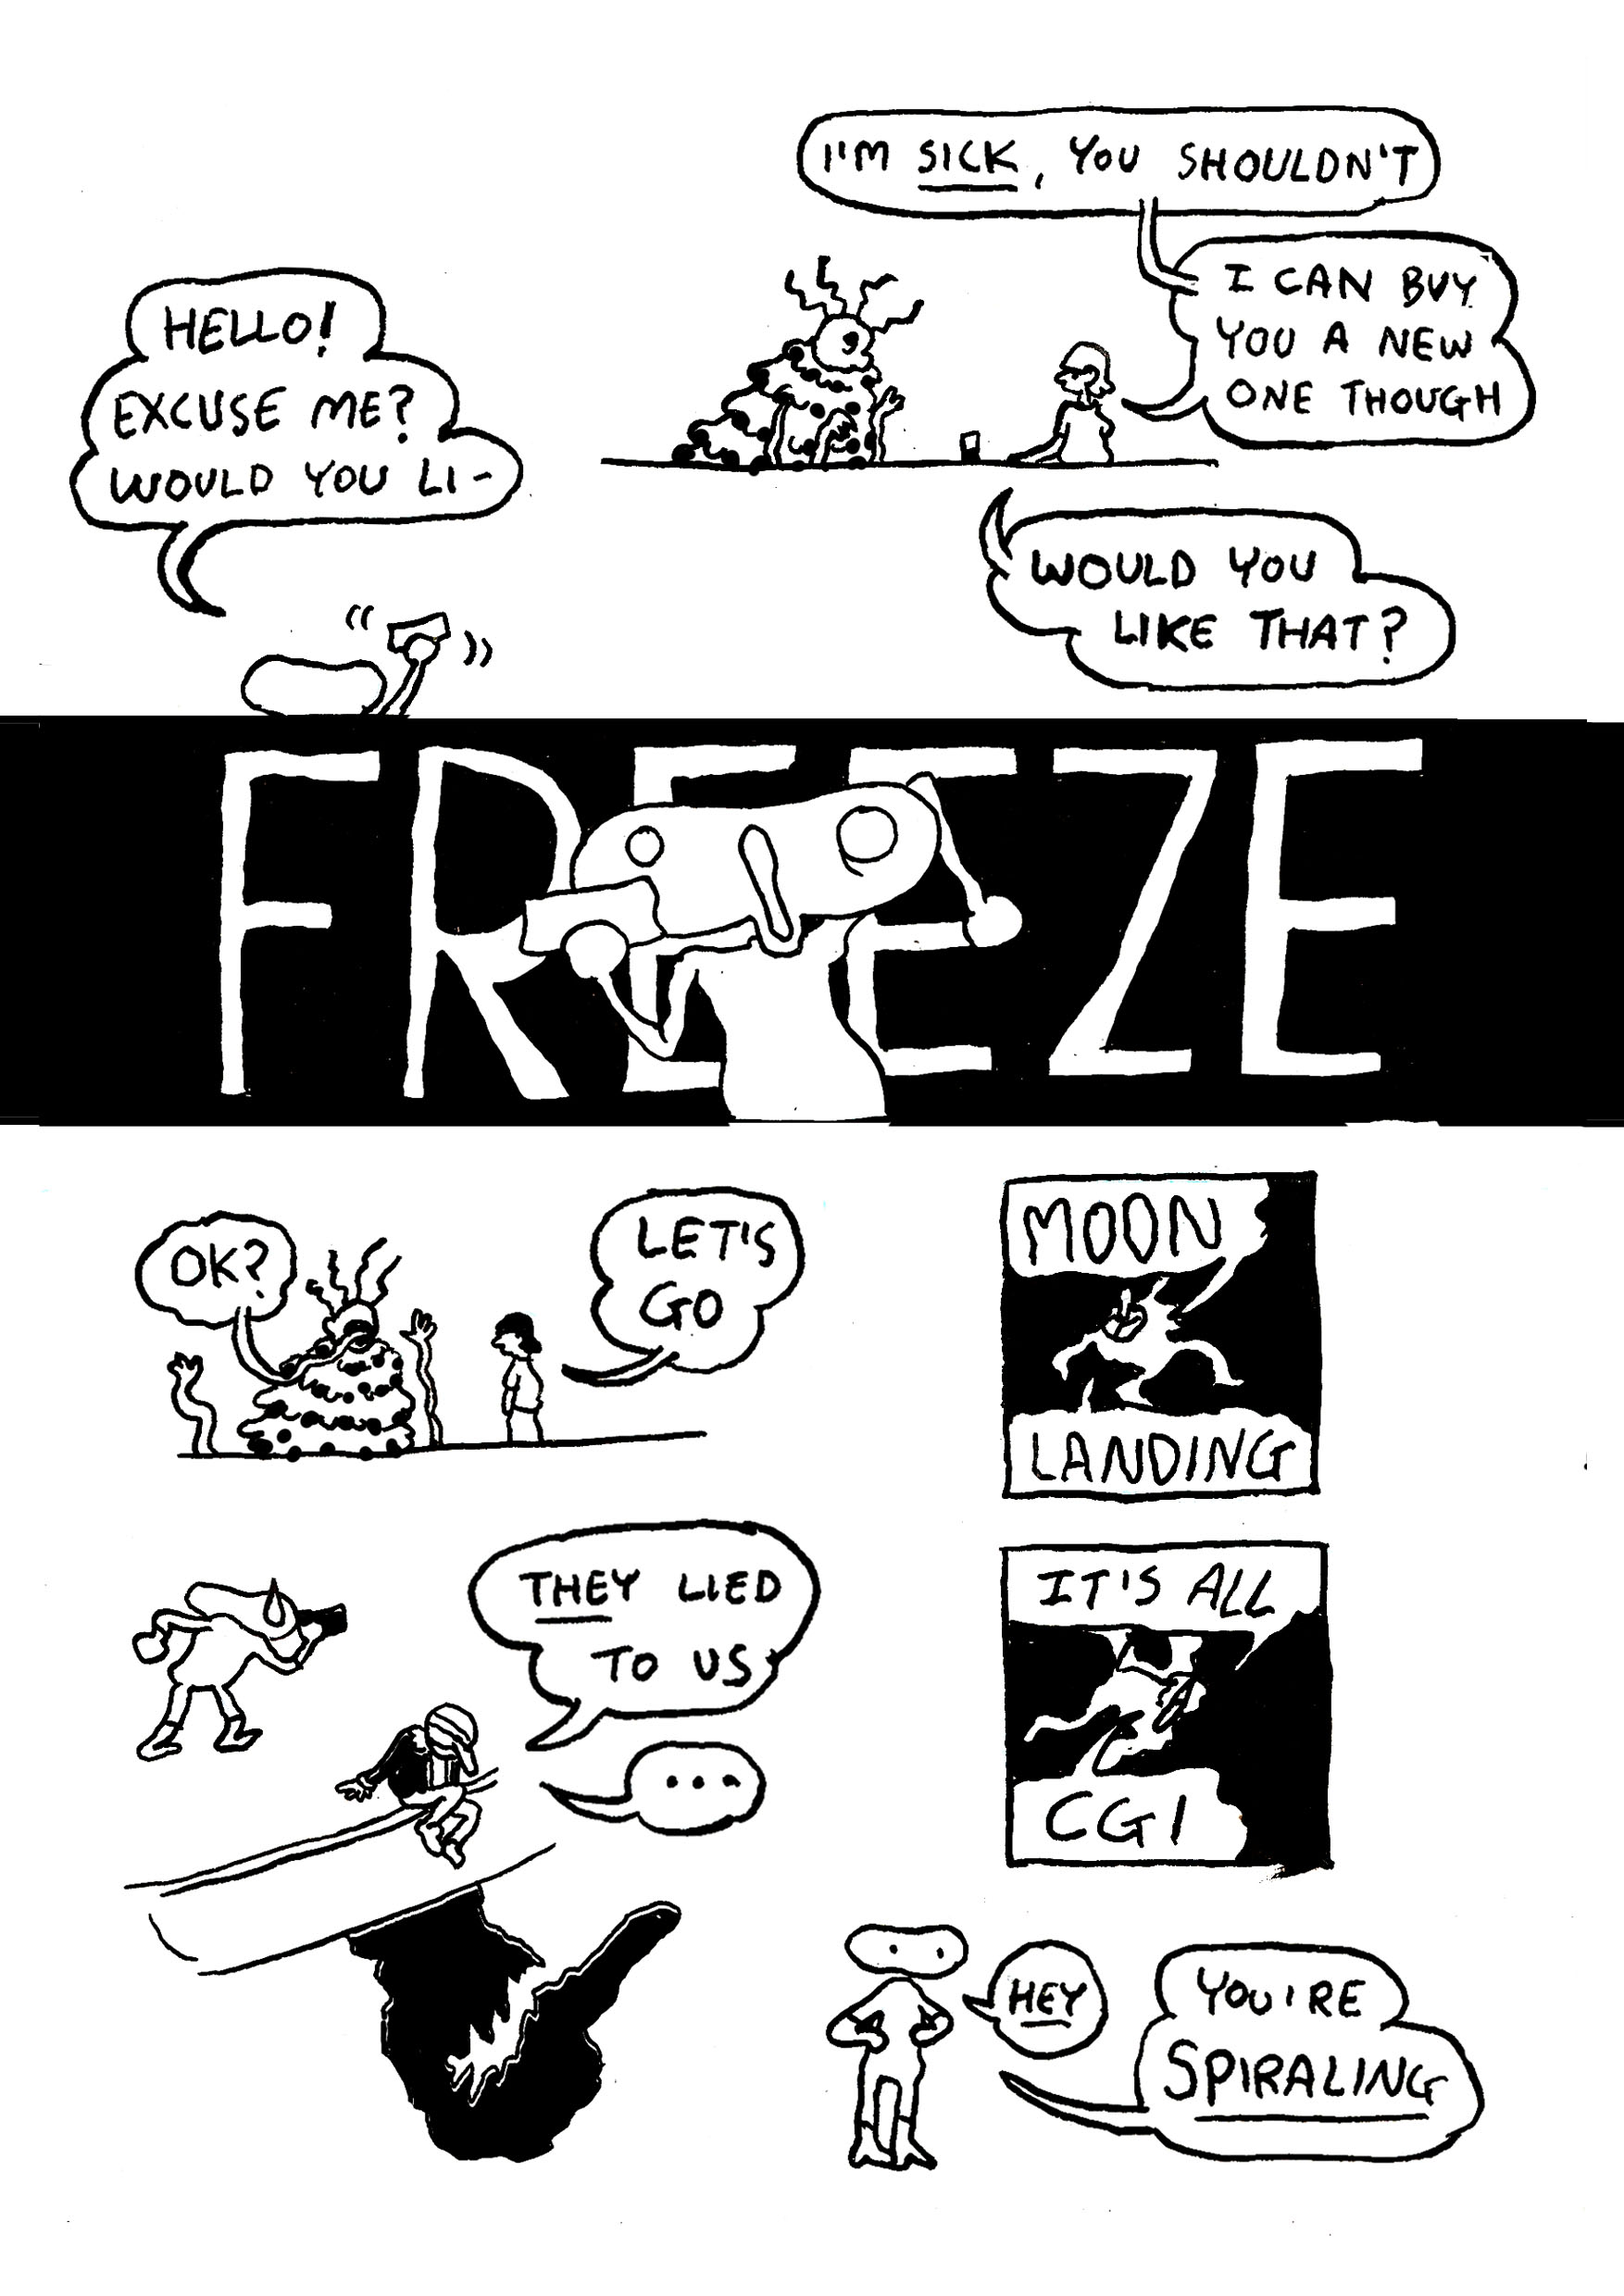 I'M SICK, YOU SHOULDN'T
I CAN BUY
YOU A NEW
ONE THOUGH
HELLO!
EXCUSE ME?
WOULD YOU LI-
WOULD YOU
LIKE THAT?
FREEZE
OK?
LET'S
GO
MOON
LANDING
THEY LIED
TO US
...
IT'S ALL
CGI
HEY
YOU'RE
SPIRALING